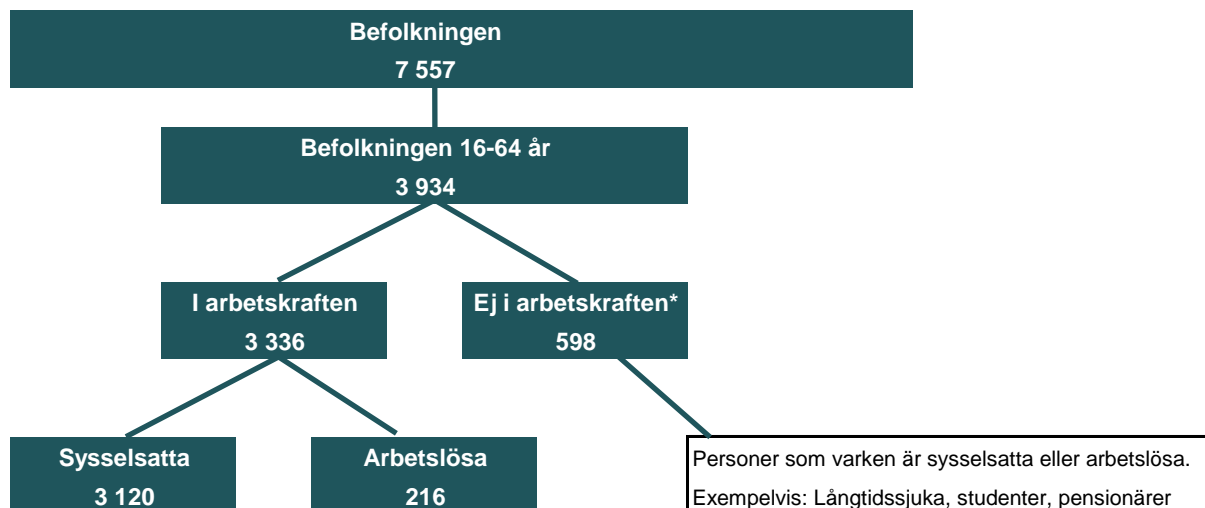 Befolkningen
7 557
Befolkningen 16-64 år
3 934
I arbetskraften
3 336
Ej i arbetskraften*
598
Sysselsatta
3 120
Arbetslösa
216
Personer som varken är sysselsatta eller arbetslösa.
Exempelvis: Långtidssjuka, studenter, pensionärer